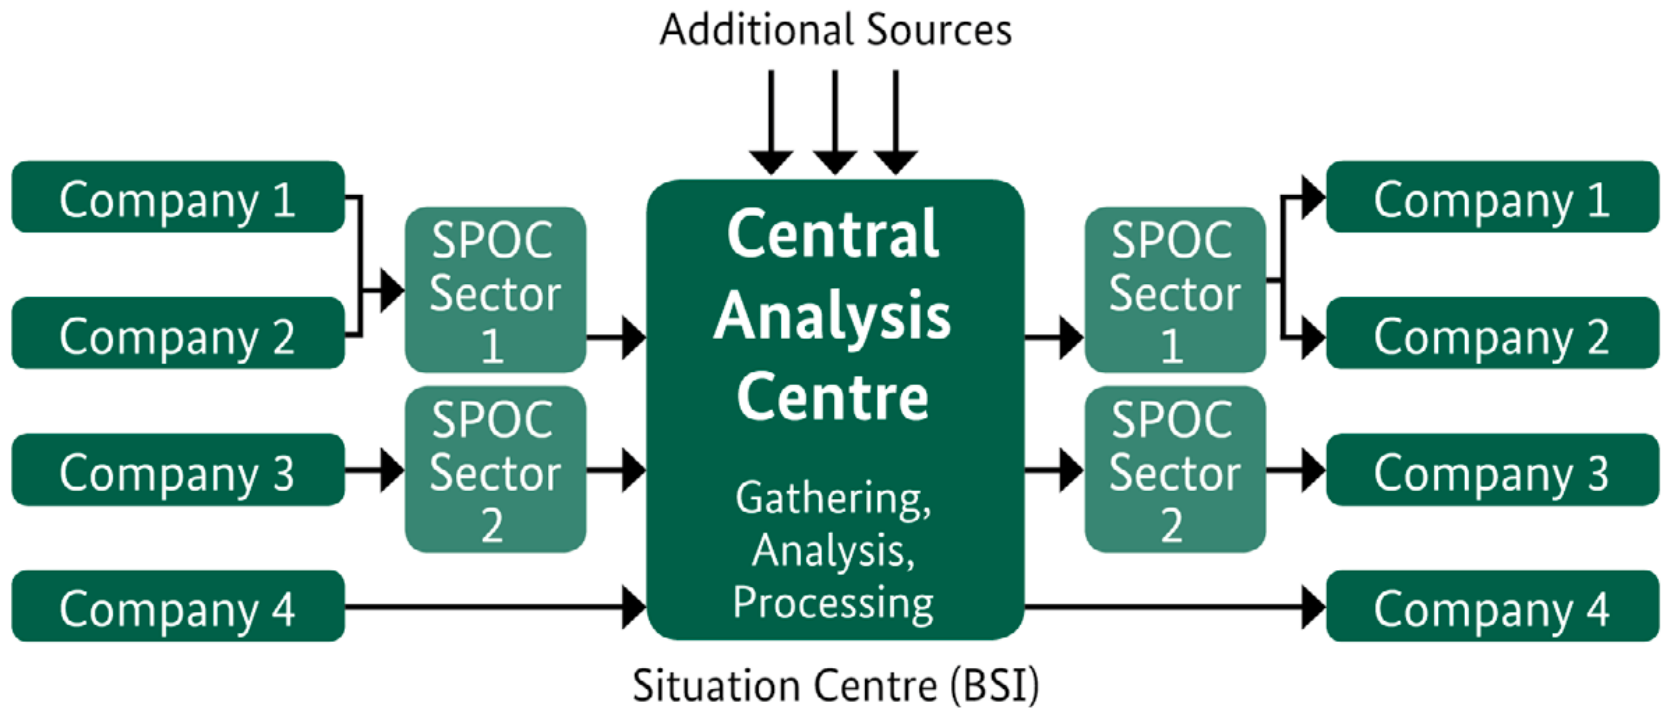 Additional Sources
Company 1
Company 2
Company 3
Company 4
SPOC
Sector
1
SPOC
Sector
2
Central
Analysis
Centre
Gathering,
Analysis,
Processing
SPOC
Sector
1
SPOC
Sector
2
Company 1
Company 2
Company 3
Company 4
Situation Centre (BSI)